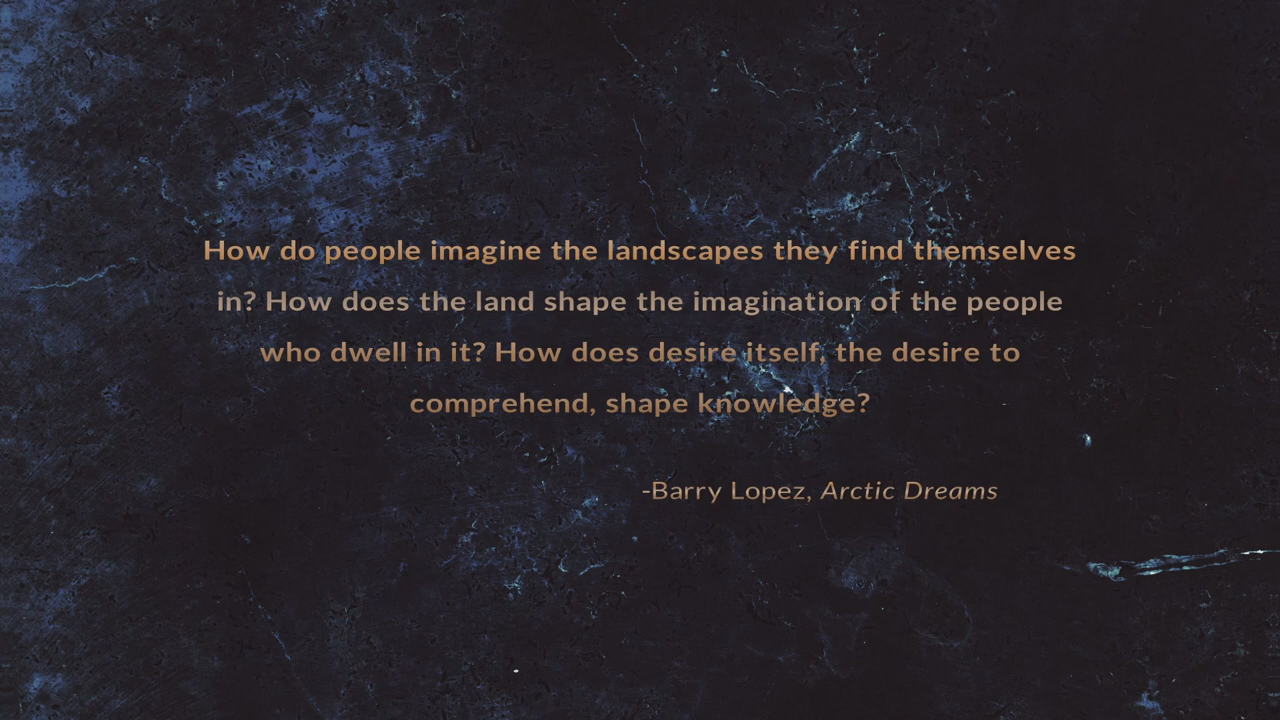 How do people imagine the landscapes they find themselves
in? How does the land shape the imagination of the people
who dwell in it? How does desire itself, the desire to
comprehend, shape knowledge?
-Barry Lopez, Arctic Dreams